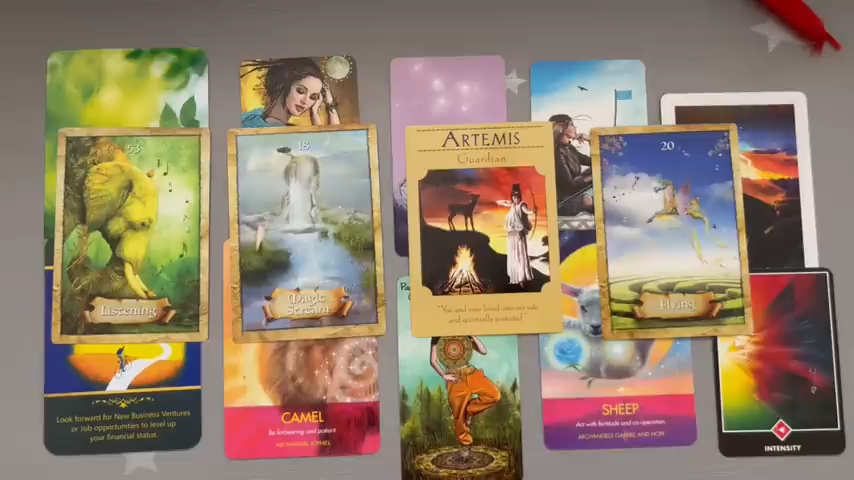 53
Listening
18
Magic
Stream
ARTEMIS
Guardian
"You and your loved ones are safe
and spiritually protected"
20
Flying
Look forward for New Business Ventures
or Job opportunities to level up
your financial status.
CAMEL
Be forbearing and patient
ARCHANGEL JOPHIEL
SHEEP
Act with fortitude and co-operation.
ARCHANGELS GABRIEL AND HOPE
INTENSITY